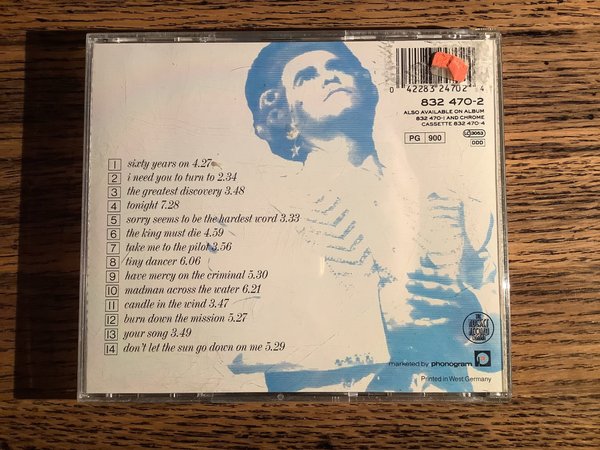 0 42283 24702 4
832 470-2
ALSO AVAILABLE ON ALBUM
832 470-1 AND CHROME
CASSETTE 832 470-4
PG 900
LC 3053
DDD
1 sixty years on 4.27
2 i need you to turn to 2.34
3 the greatest discovery 3.48
4 tonight 7.28
5 sorry seems to be the hardest word 3.33
6 the king must die 4.59
7 take me to the pilot 3.56
8 tiny dancer 6.06
9 have mercy on the criminal 5.30
10 madman across the water 6.21
11 candle in the wind 3.47
12 burn down the mission 5.27
13 your song 3.49
14 don't let the sun go down on me 5.29
THE
ROCKET
RECORD
COMPANY
marketed by phonogram
Printed in West Germany